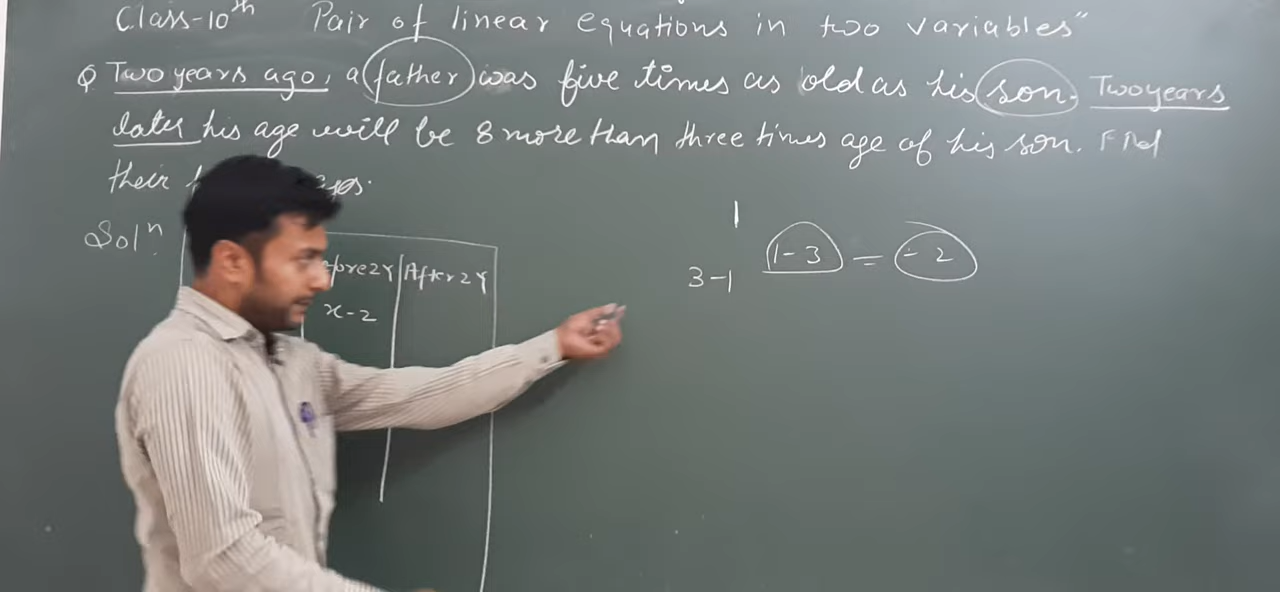 Class-10th Pair of linear equations in two variables"
Q Two years ago, a father was five times as old as his son. Two years
later his age will be 8 more than three times age of his son. FInd
their
Soln.
After 2Y
x-2
1
3-1
1-3 = -2